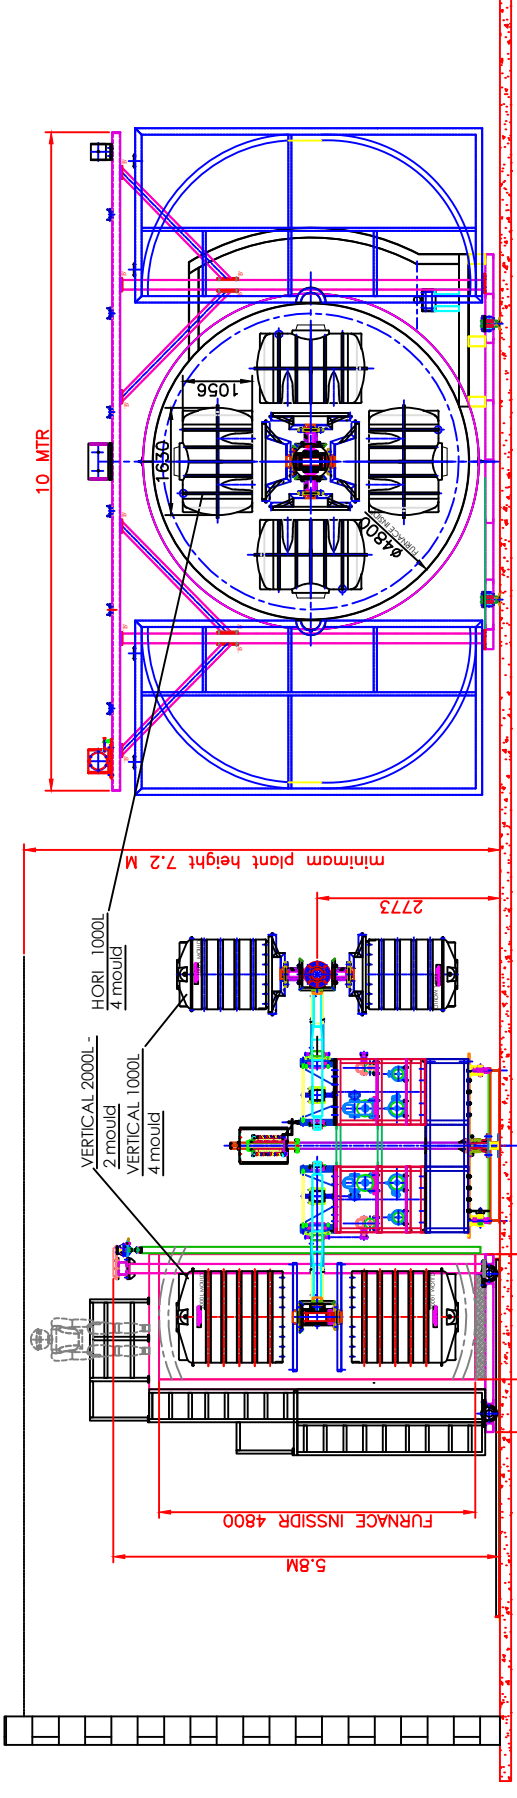 10 MTR
1056
1630
ø4800
FURNACE INSI
minimam plant height 7.2 M
2773
HORI 1000L
4 mould
VERTICAL 2000L -
2 mould
VERTICAL 1000L
4 mould
FURNACE INSSIDR 4800
5.8M